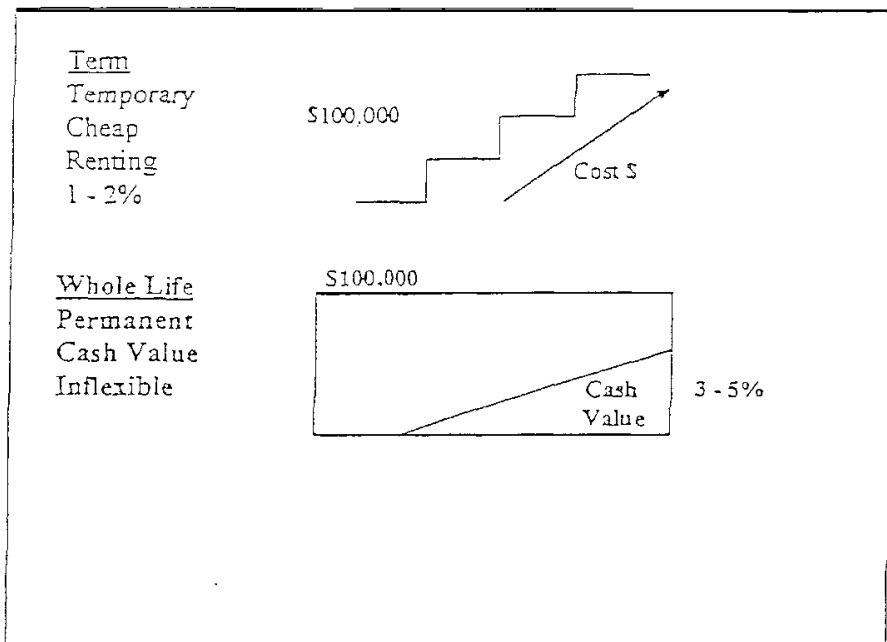 Term
Temporary
Cheap
Renting
1 - 2%
$100,000
Cost $
Whole Life
Permanent
Cash Value
Inflexible
$100,000
Cash
Value
3 - 5%